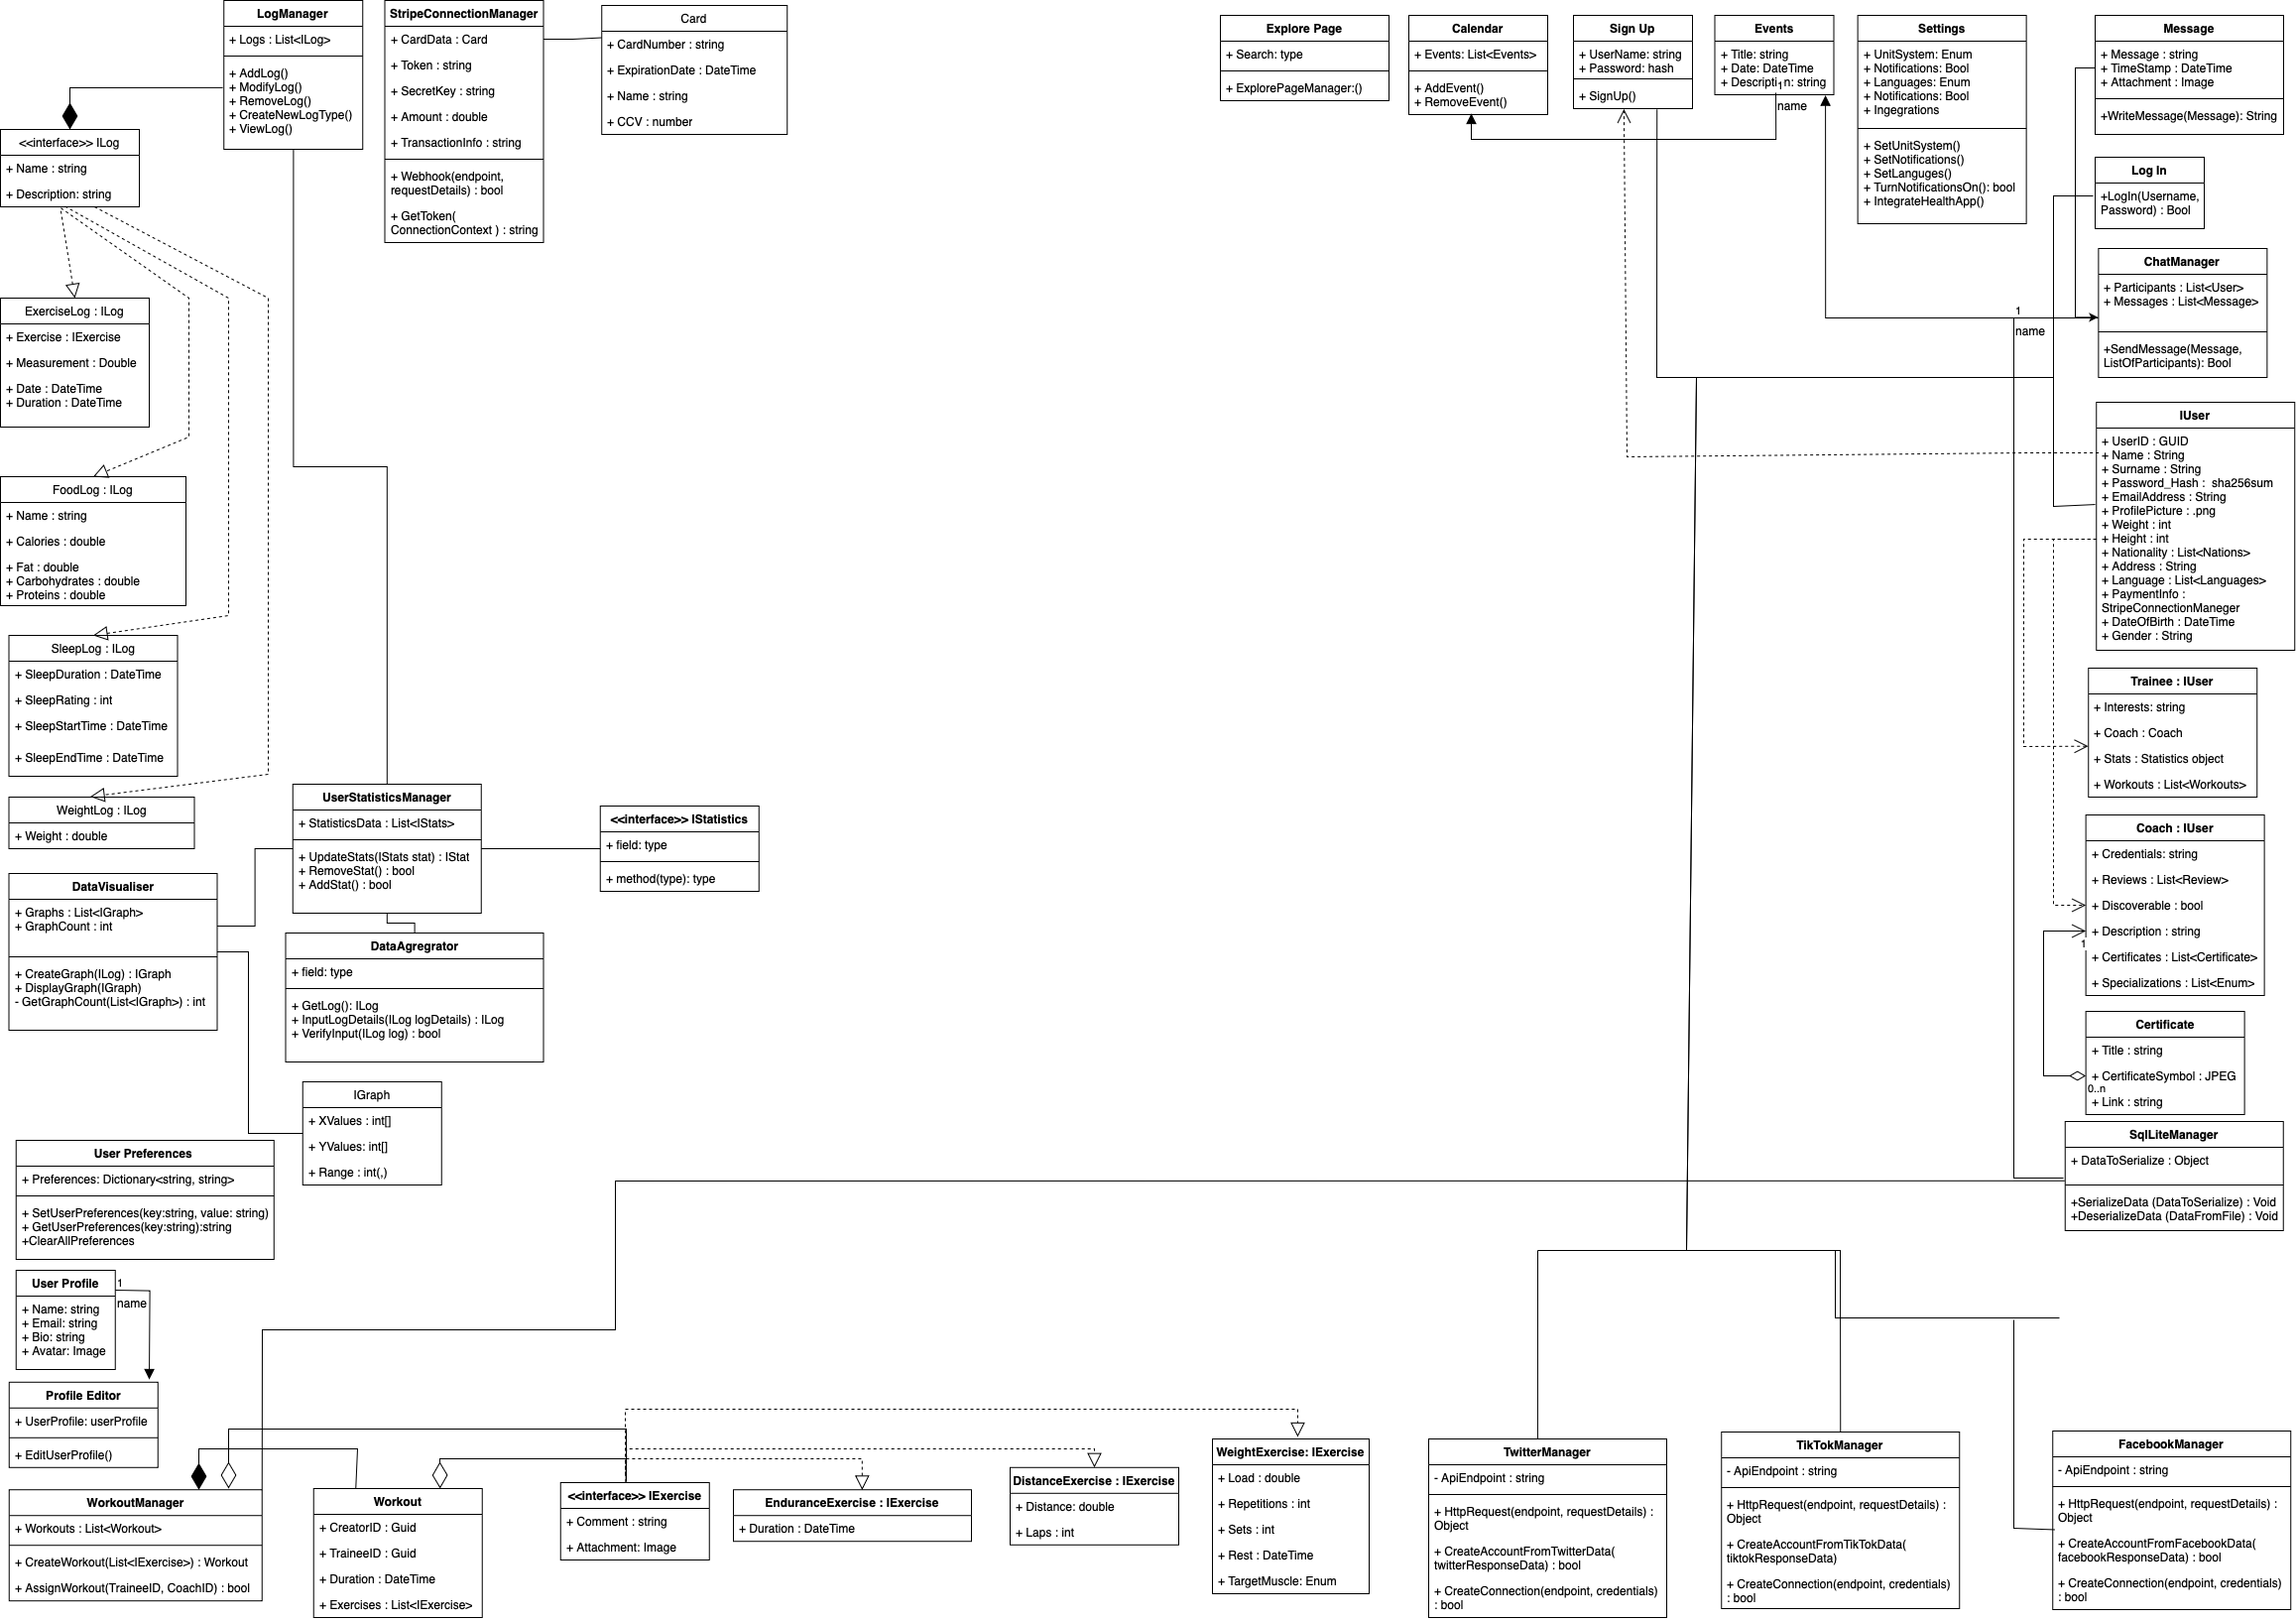 LogManager
+ Logs : List<ILog>
+ AddLog()
+ ModifyLog()
+ RemoveLog()
+ CreateNewLogType()
+ ViewLog()
StripeConnectionManager
+ CardData : Card
+ Token : string
+ SecretKey : string
+ Amount : double
+ TransactionInfo : string
+ Webhook(endpoint,
requestDetails) : bool
+ GetToken(
ConnectionContext ) : string
Card
+ CardNumber : string
+ ExpirationDate : DateTime
+ Name : string
+ CCV : number
Explore Page
+ Search: type
+ ExplorePageManager:()
Calendar
+ Events: List<Events>
+ AddEvent()
+ RemoveEvent()
Sign Up
+ UserName: string
+ Password: hash
+ SignUp()
Events
+ Title: string
+ Date: DateTime
+ Description: string
1
name
Settings
+ UnitSystem: Enum
+ Notifications: Bool
+ Languages: Enum
+ Notifications: Bool
+ Ingegrations
+ SetUnitSystem()
+ SetNotifications()
+ SetLanguges()
+ TurnNotificationsOn(): bool
+ IntegrateHealthApp()
Message
+ Message : string
+ TimeStamp : DateTime
+ Attachment : Image
+WriteMessage(Message): String
Log In
+LogIn(Username,
Password) : Bool
ChatManager
+ Participants : List<User>
+ Messages : List<Message>
+SendMessage(Message,
ListOfParticipants): Bool
1
name
<<interface>> ILog
+ Name : string
+ Description: string
ExerciseLog : ILog
+ Exercise : IExercise
+ Measurement : Double
+ Date : DateTime
+ Duration : DateTime
FoodLog : ILog
+ Name : string
+ Calories : double
+ Fat : double
+ Carbohydrates : double
+ Proteins : double
SleepLog : ILog
+ SleepDuration : DateTime
+ SleepRating : int
+ SleepStartTime : DateTime
+ SleepEndTime : DateTime
WeightLog : ILog
+ Weight : double
IUser
+ UserID : GUID
+ Name : String
+ Surname : String
+ Password_Hash : sha256sum
+ EmailAddress : String
+ ProfilePicture : .png
+ Weight : int
+ Height : int
+ Nationality : List<Nations>
+ Address : String
+ Language : List<Languages>
+ PaymentInfo :
StripeConnectionManeger
+ DateOfBirth : DateTime
+ Gender : String
Trainee : IUser
+ Interests: string
+ Coach : Coach
+ Stats : Statistics object
+ Workouts : List<Workouts>
Coach : IUser
+ Credentials: string
+ Reviews : List<Review>
+ Discoverable : bool
+ Description : string
1
+ Certificates : List<Certificate>
+ Specializations : List<Enum>
Certificate
+ Title : string
+ CertificateSymbol : JPEG
0..n
+ Link : string
SqlLiteManager
+ DataToSerialize : Object
+SerializeData (DataToSerialize) : Void
+DeserializeData (DataFromFile) : Void
UserStatisticsManager
+ StatisticsData : List<IStats>
+ UpdateStats(IStats stat) : IStat
+ RemoveStat() : bool
+ AddStat() : bool
<<interface>> IStatistics
+ field: type
+ method(type): type
DataVisualiser
+ Graphs : List<IGraph>
+ GraphCount : int
+ CreateGraph(ILog) : IGraph
+ DisplayGraph(IGraph)
- GetGraphCount(List<IGraph>) : int
DataAgregrator
+ field: type
+ GetLog(): ILog
+ InputLogDetails(ILog logDetails) : ILog
+ VerifyInput(ILog log) : bool
IGraph
+ XValues : int[]
+ YValues: int[]
+ Range : int(,)
User Preferences
+ Preferences: Dictionary<string, string>
+ SetUserPreferences(key:string, value: string)
+ GetUserPreferences(key:string):string
+ClearAllPreferences
User Profile
+ Name: string
+ Email: string
+ Bio: string
+ Avatar: Image
1
name
Profile Editor
+ UserProfile: userProfile
+ EditUserProfile()
WorkoutManager
+ Workouts : List<Workout>
+ CreateWorkout(List<IExercise>) : Workout
+ AssignWorkout(TraineeID, CoachID) : bool
Workout
+ CreatorID : Guid
+ TraineeID : Guid
+ Duration : DateTime
+ Exercises : List<IExercise>
<<interface>> IExercise
+ Comment : string
+ Attachment: Image
EnduranceExercise : IExercise
+ Duration : DateTime
DistanceExercise : IExercise
+ Distance: double
+ Laps : int
WeightExercise: IExercise
+ Load : double
+ Repetitions : int
+ Sets : int
+ Rest : DateTime
+ TargetMuscle: Enum
TwitterManager
- ApiEndpoint : string
+ HttpRequest(endpoint, requestDetails) :
Object
+ CreateAccountFromTwitterData(
twitterResponseData) : bool
+ CreateConnection(endpoint, credentials)
: bool
TikTokManager
- ApiEndpoint : string
+ HttpRequest(endpoint, requestDetails) :
Object
+ CreateAccountFromTikTokData(
tiktokResponseData)
+ CreateConnection(endpoint, credentials)
: bool
FacebookManager
- ApiEndpoint : string
+ HttpRequest(endpoint, requestDetails) :
Object
+ CreateAccountFromFacebookData(
facebookResponseData) : bool
+ CreateConnection(endpoint, credentials)
: bool